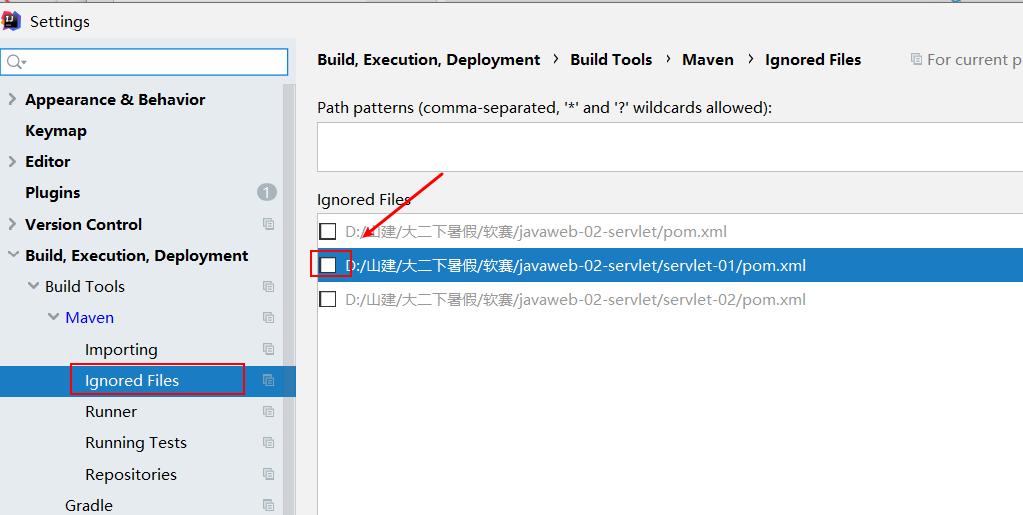 Settings
Appearance & Behavior
Keymap
Editor
Plugins 1
Version Control
Build, Execution, Deployment
Build Tools
Maven
Importing
Ignored Files
Runner
Running Tests
Repositories
Gradle
Build, Execution, Deployment › Build Tools › Maven › Ignored Files For current p
Path patterns (comma-separated, '*' and '?' wildcards allowed):
Ignored Files
D:/山建/大二下暑假/软赛/javaweb-02-servlet/pom.xml
D:/山建/大二下暑假/软赛/javaweb-02-servlet/servlet-01/pom.xml
D:/山建/大二下暑假/软赛/javaweb-02-servlet/servlet-02/pom.xml